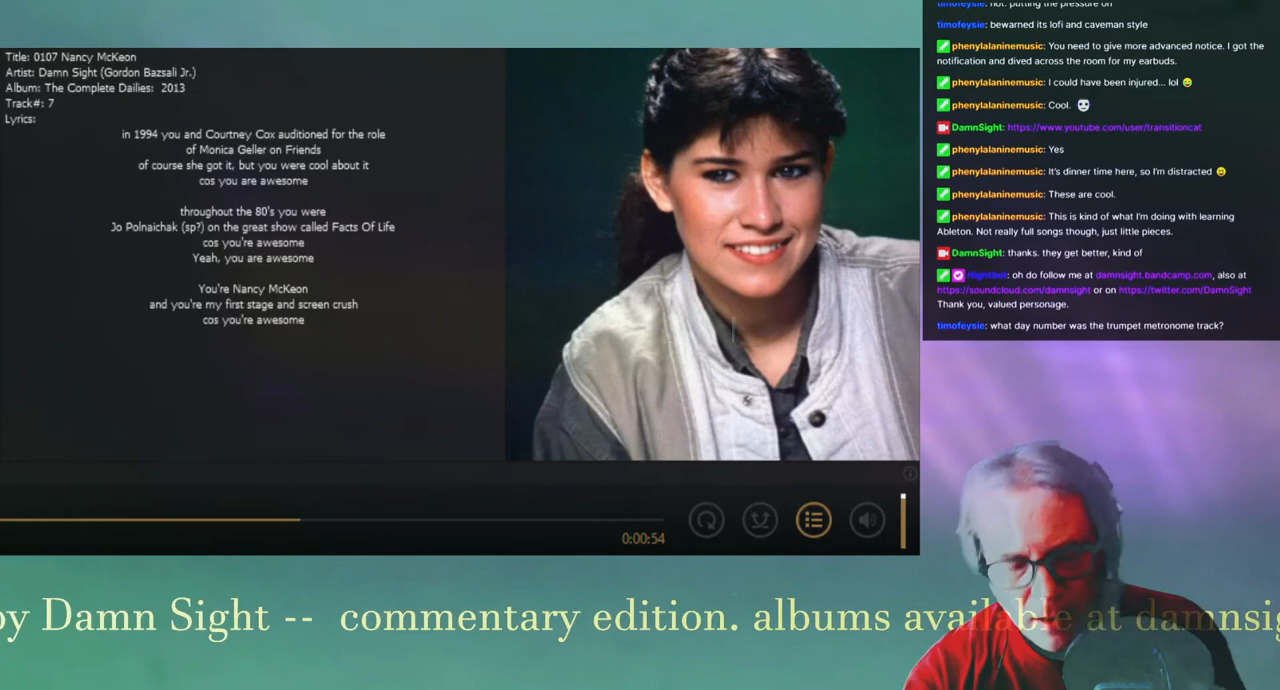 Title: 0107 Nancy McKeon
Artist: Damn Sight (Gordon Bazsali Jr.)
Album: The Complete Dailies: 2013
Track#: 7
Lyrics:
in 1994 you and Courtney Cox auditioned for the role
of Monica Geller on Friends
of course she got it, but you were cool about it
cos you are awesome
throughout the 80's you were
Jo Polnaichak (sp?) on the great show called Facts Of Life
cos you're awesome
Yeah, you are awesome
You're Nancy McKeon
and you're my first stage and screen crush
cos you're awesome
0:00:54
timofeysie: not. putting the pressure on
timofeysie: bewarned its lofi and caveman style
phenylalaninemusic: You need to give more advanced notice. I got the
notification and dived across the room for my earbuds.
phenylalaninemusic: I could have been injured... lol
phenylalaninemusic: Cool.
DamnSight: https://www.youtube.com/user/transitioncat
phenylalaninemusic: Yes
phenylalaninemusic: It's dinner time here, so I'm distracted
phenylalaninemusic: These are cool.
phenylalaninemusic: This is kind of what I'm doing with learning
Ableton. Not really full songs though, just little pieces.
DamnSight: thanks. they get better, kind of
Nightbot: oh do follow me at damnsight.bandcamp.com, also at
https://soundcloud.com/damnsight or on https://twitter.com/DamnSight
Thank you, valued personage.
timofeysie: what day number was the trumpet metronome track?
by Damn Sight -- commentary edition. albums available at damnsig